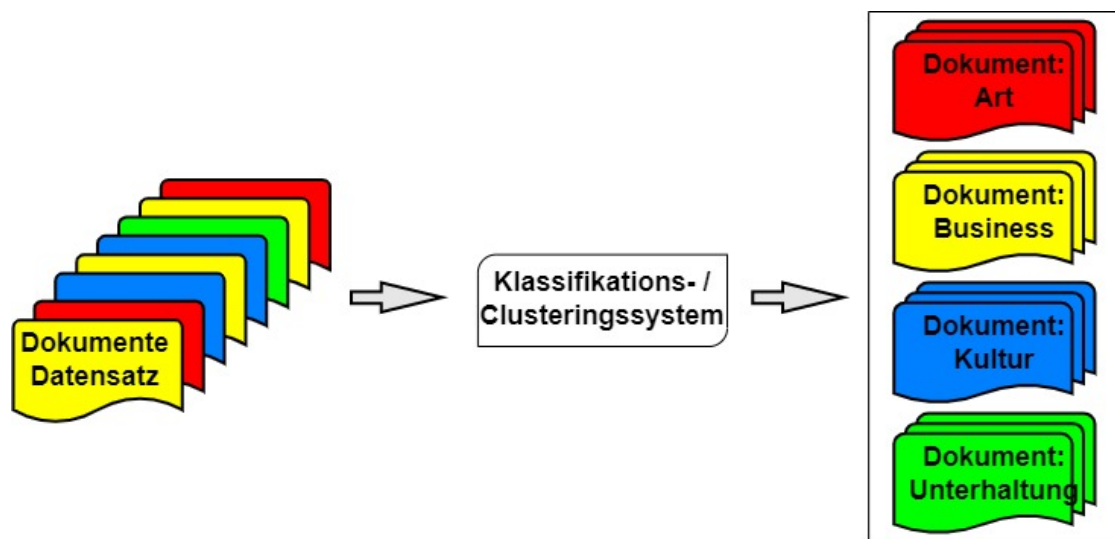 Dokumente
Datensatz
Klassifikations- /
Clusteringssystem
Dokument:
Art
Dokument:
Business
Dokument:
Kultur
Dokument:
Unterhaltung